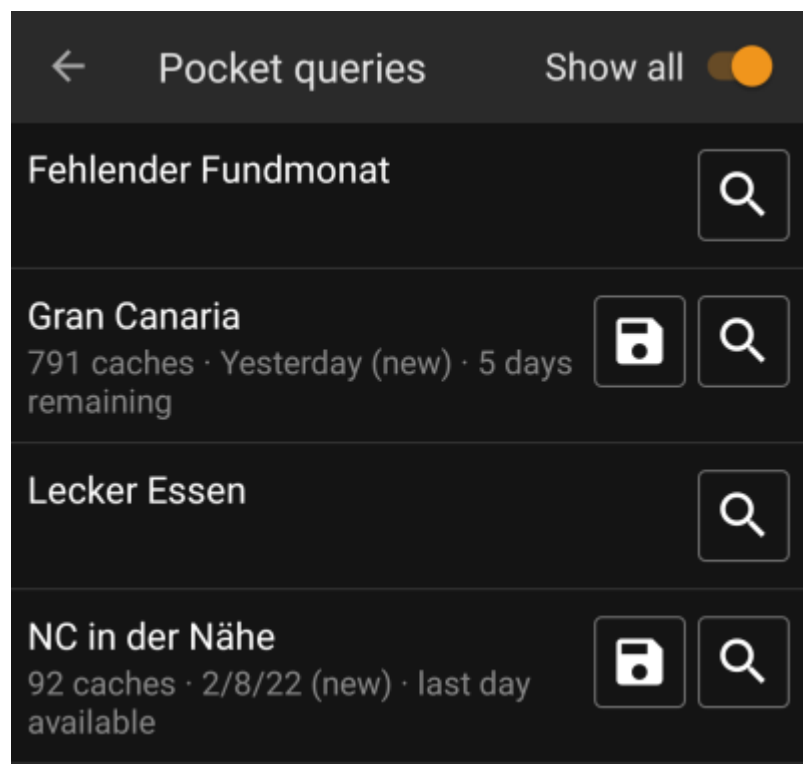 Pocket queries Show all
Fehlender Fundmonat
Gran Canaria
791 caches · Yesterday (new) · 5 days
remaining
Lecker Essen
NC in der Nähe
92 caches · 2/8/22 (new) · last day
available